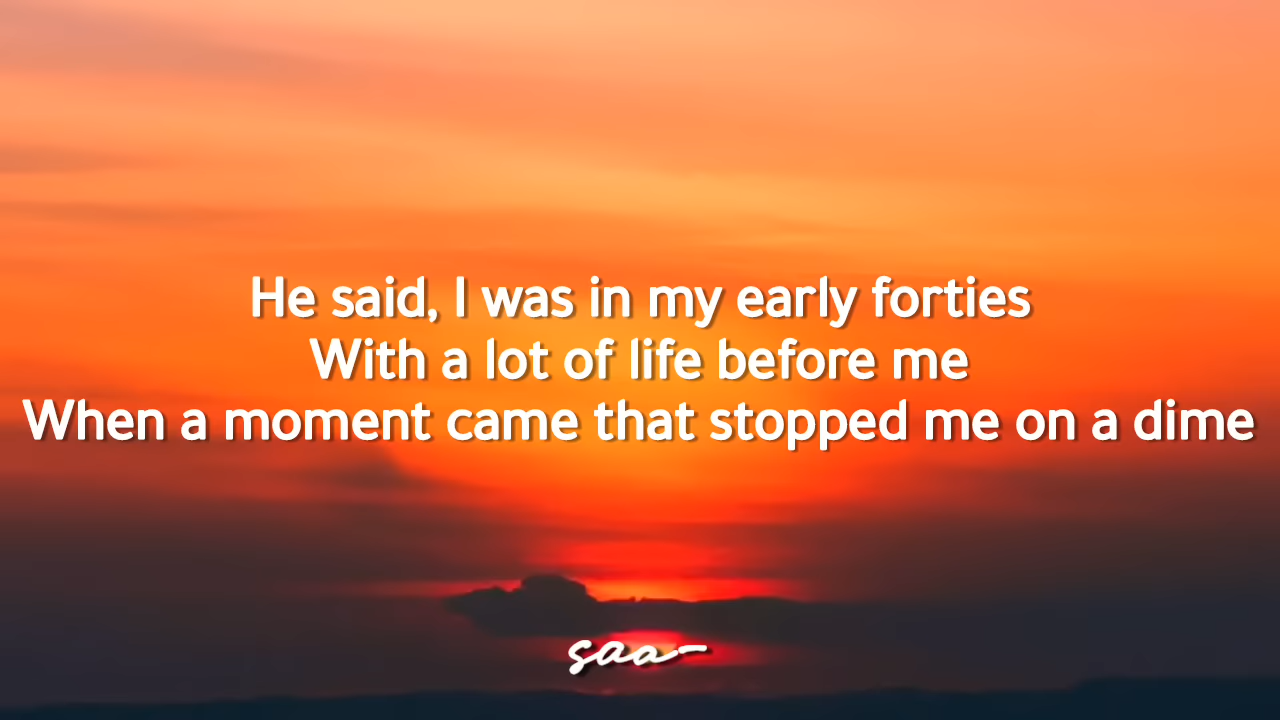 He said, I was in my early forties
With a lot of life before me
When a moment came that stopped me on a dime
saa-